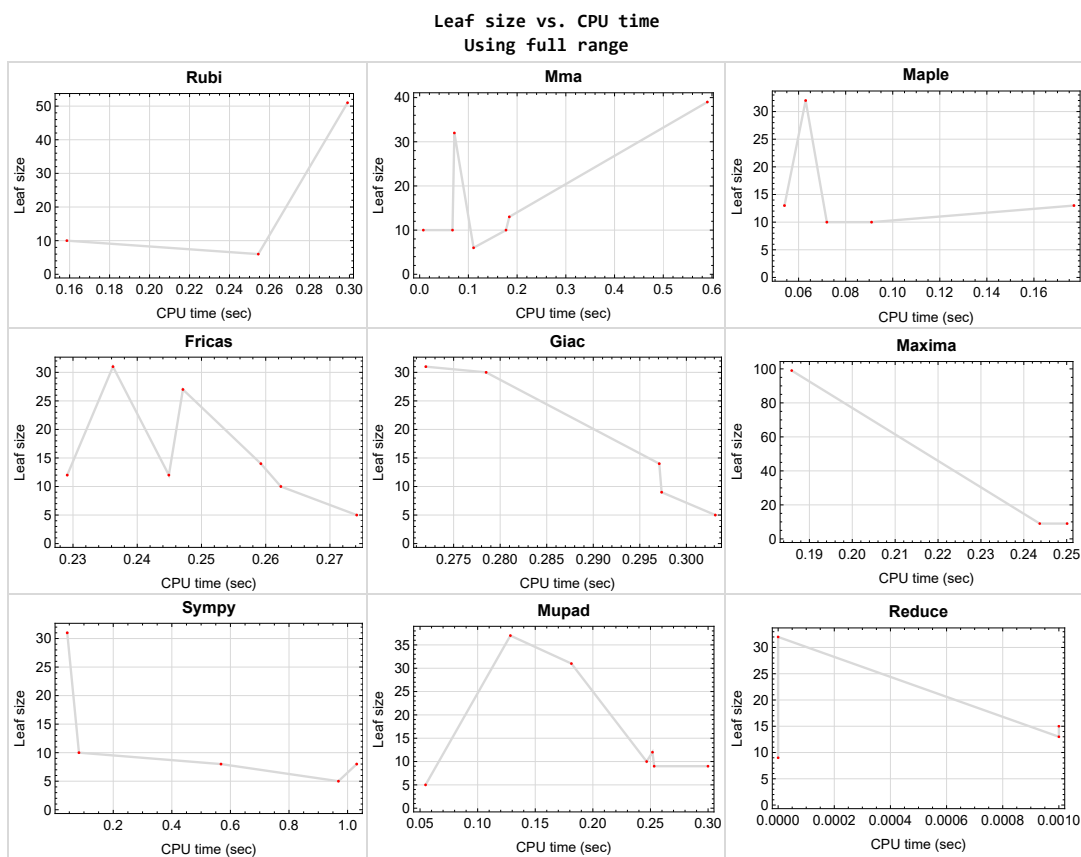 Leaf size vs. CPU time
Using full range
Rubi
Leaf size
50
40
30
20
10
0
0.16 0.18 0.20 0.22 0.24 0.26 0.28 0.30
CPU time (sec)
Mma
Leaf size
40
30
20
10
0
0.0 0.1 0.2 0.3 0.4 0.5 0.6
CPU time (sec)
Maple
Leaf size
30
25
20
15
10
5
0
0.06 0.08 0.10 0.12 0.14 0.16
CPU time (sec)
Fricas
Leaf size
30
25
20
15
10
5
0
0.23 0.24 0.25 0.26 0.27
CPU time (sec)
Giac
Leaf size
30
25
20
15
10
5
0
0.275 0.280 0.285 0.290 0.295 0.300
CPU time (sec)
Maxima
Leaf size
100
80
60
40
20
0
0.19 0.20 0.21 0.22 0.23 0.24 0.25
CPU time (sec)
Sympy
Leaf size
30
25
20
15
10
5
0
0.2 0.4 0.6 0.8 1.0
CPU time (sec)
Mupad
Leaf size
35
30
25
20
15
10
5
0
0.05 0.10 0.15 0.20 0.25 0.30
CPU time (sec)
Reduce
Leaf size
30
25
20
15
10
5
0
0.0000 0.0002 0.0004 0.0006 0.0008 0.0010
CPU time (sec)